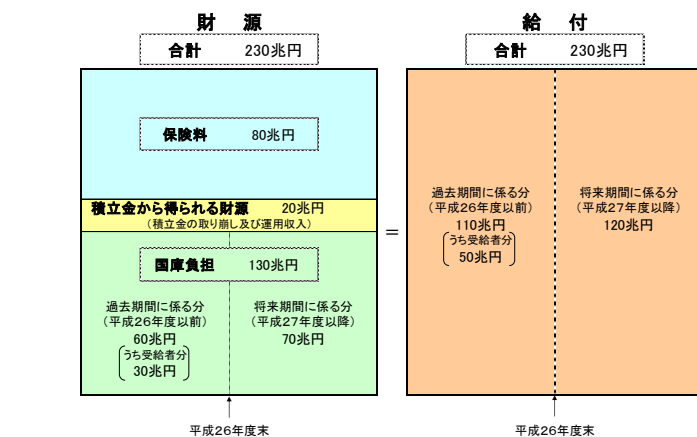 財 源
合計 230兆円
保険料 80兆円
積立金から得られる財源 20兆円
(積立金の取り崩し及び運用収入)
国庫負担 130兆円
過去期間に係る分
(平成26年度以前)
60兆円
うち受給者分
30兆円
将来期間に係る分
(平成27年度以降)
70兆円
平成26年度末
=
給 付
合計 230兆円
過去期間に係る分
(平成26年度以前)
110兆円
うち受給者分
50兆円
将来期間に係る分
(平成27年度以降)
120兆円
平成26年度末